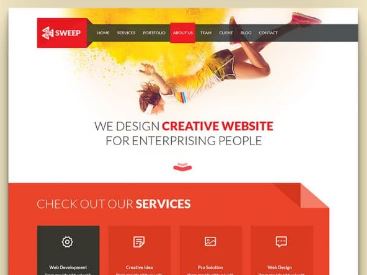 SWEEP
HOME SERVICES PORTFOLIO ABOUT US TEAM CLIENT BLOG CONTACT
WE DESIGN CREATIVE WEBSITE
FOR ENTERPRISING PEOPLE
CHECK OUT OUR SERVICES
Web Development Creative Idea Pro Solution Web Design